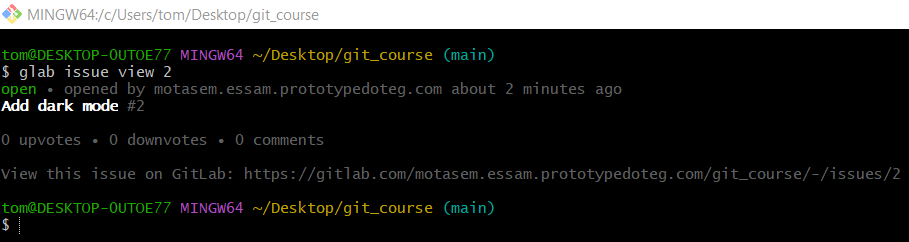 MINGW64:/c/Users/tom/Desktop/git_course
tom@DESKTOP-OUTOE77 MINGW64 ~/Desktop/git_course (main)
$ glab issue view 2
open • opened by motasem.essam.prototypedoteg.com about 2 minutes ago
Add dark mode #2
0 upvotes • 0 downvotes • 0 comments
View this issue on GitLab: https://gitlab.com/motasem.essam.prototypedoteg.com/git_course/-/issues/2
tom@DESKTOP-OUTOE77 MINGW64 ~/Desktop/git_course (main)
$